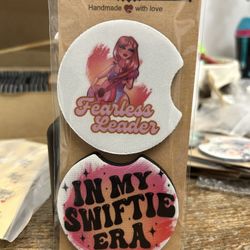 Handmade with love
Fearless
Leader
IN MY
SWIFTIE
ERA